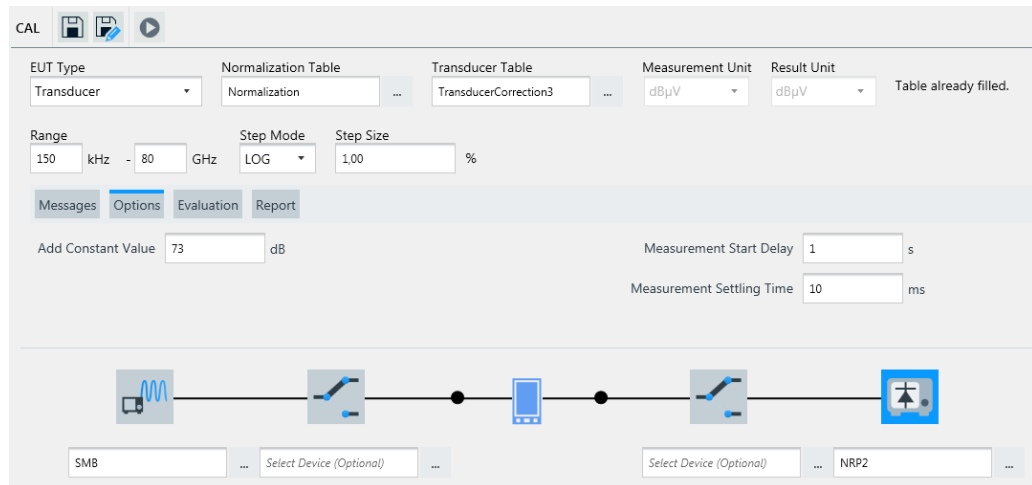 CAL
EUT Type Normalization Table Transducer Table Measurement Unit Result Unit
Transducer Normalization ... TransducerCorrection3 ... dBµV dBµV Table already filled.
Range Step Mode Step Size
150 kHz - 80 GHz LOG 1,00 %
Messages Options Evaluation Report
Add Constant Value 73 dB Measurement Start Delay 1 s
Measurement Settling Time 10 ms
SMB ... Select Device (Optional) ... Select Device (Optional) ... NRP2 ...